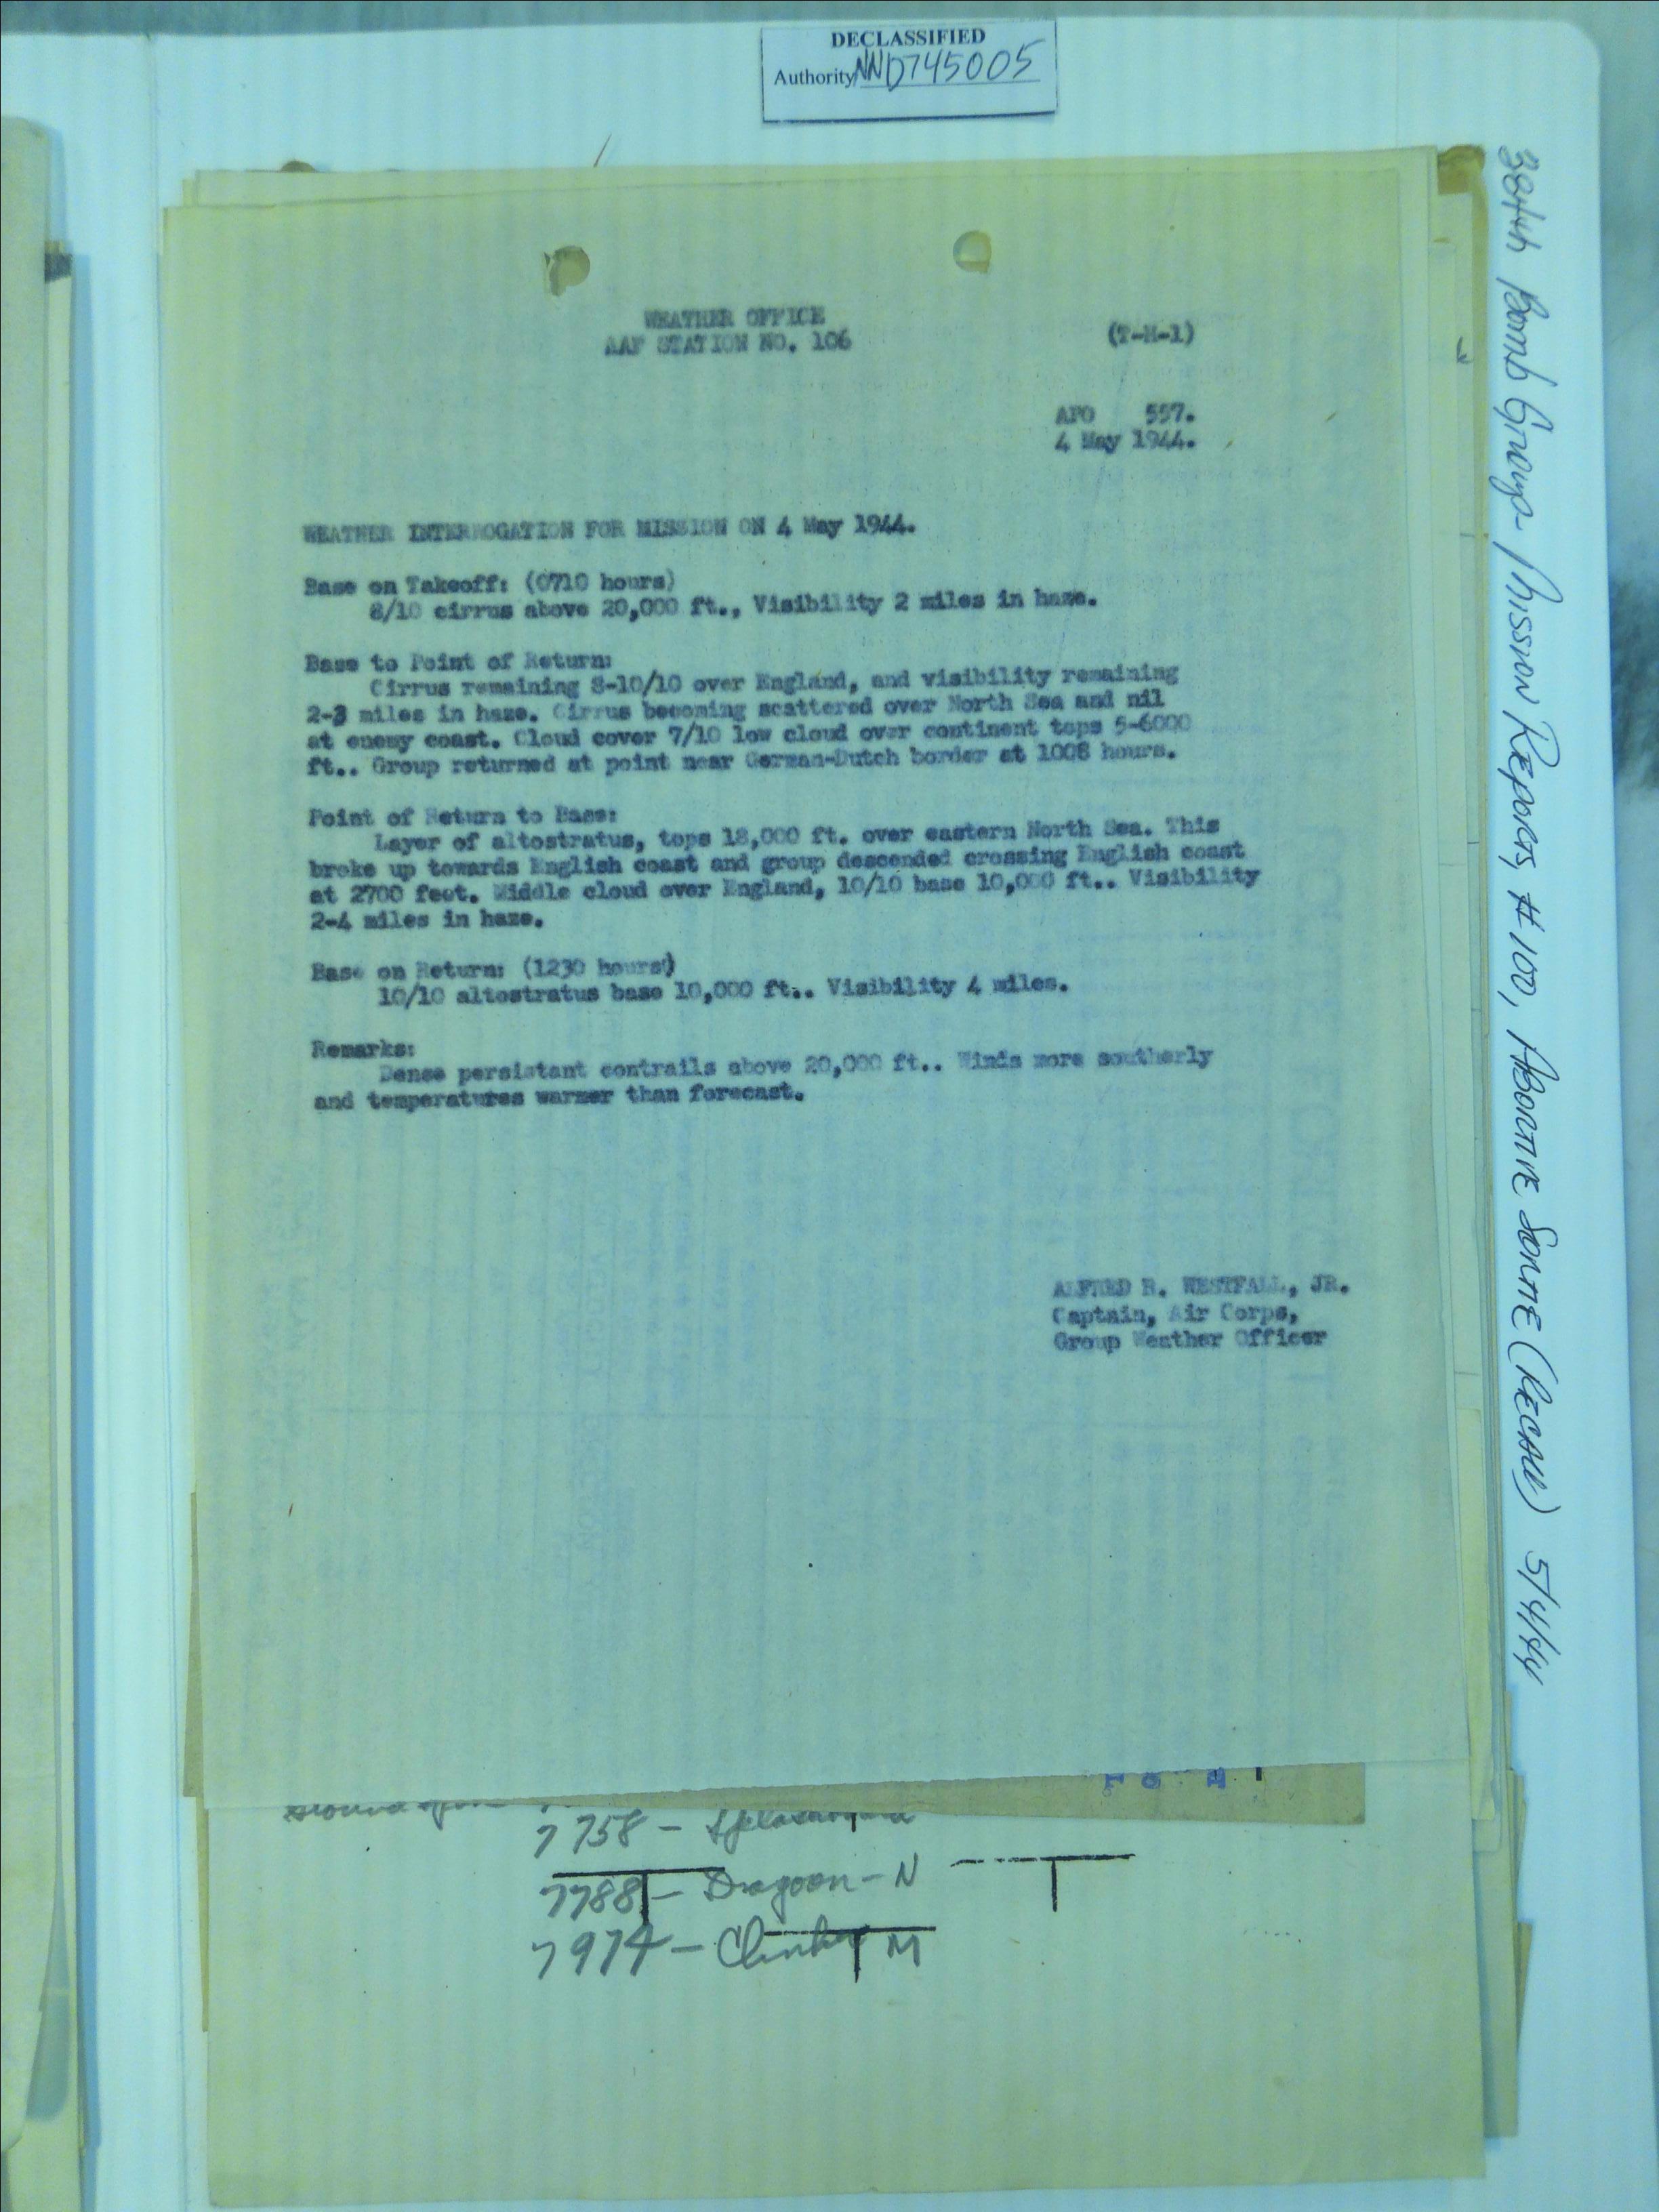 DECLASSIFIED
Authority NND745005
WEATHER OFFICE
AAF STATION NO. 106
(T-M-1)
APO 557.
4 May 1944.
WEATHER INTERROGATION FOR MISSION ON 4 May 1944.
Base on Takeoff: (0710 hours)
8/10 cirrus above 20,000 ft., Visibility 2 miles in haze.
Base to Point of Return:
Cirrus remaining 8-10/10 over England, and visibility remaining
2-3 miles in haze. Cirrus becoming scattered over North Sea and nil
at enemy coast. Cloud cover 7/10 low cloud over continent tops 5-6000
ft.. Group returned at point near German-Dutch border at 1008 hours.
Point of Return to Base:
Layer of altostratus, tops 18,000 ft. over eastern North Sea. This
broke up towards English coast and group descended crossing English coast
at 2700 feet. Middle cloud over England, 10/10 base 10,000 ft.. Visibility
2-4 miles in haze.
Base on Return: (1230 hours)
10/10 altostratus base 10,000 ft.. Visibility 4 miles.
Remarks:
Dense persistant contrails above 20,000 ft.. Winds more southerly
and temperatures warmer than forecast.
ALFRED R. WESTFALL, JR.
Captain, Air Corps,
Group Weather Officer
7758 -
7788 - Dragoon - N
7974 - M
384th Bomb Group - Mission Reports, #100, Abortive Sortie (Recall) 5/4/44